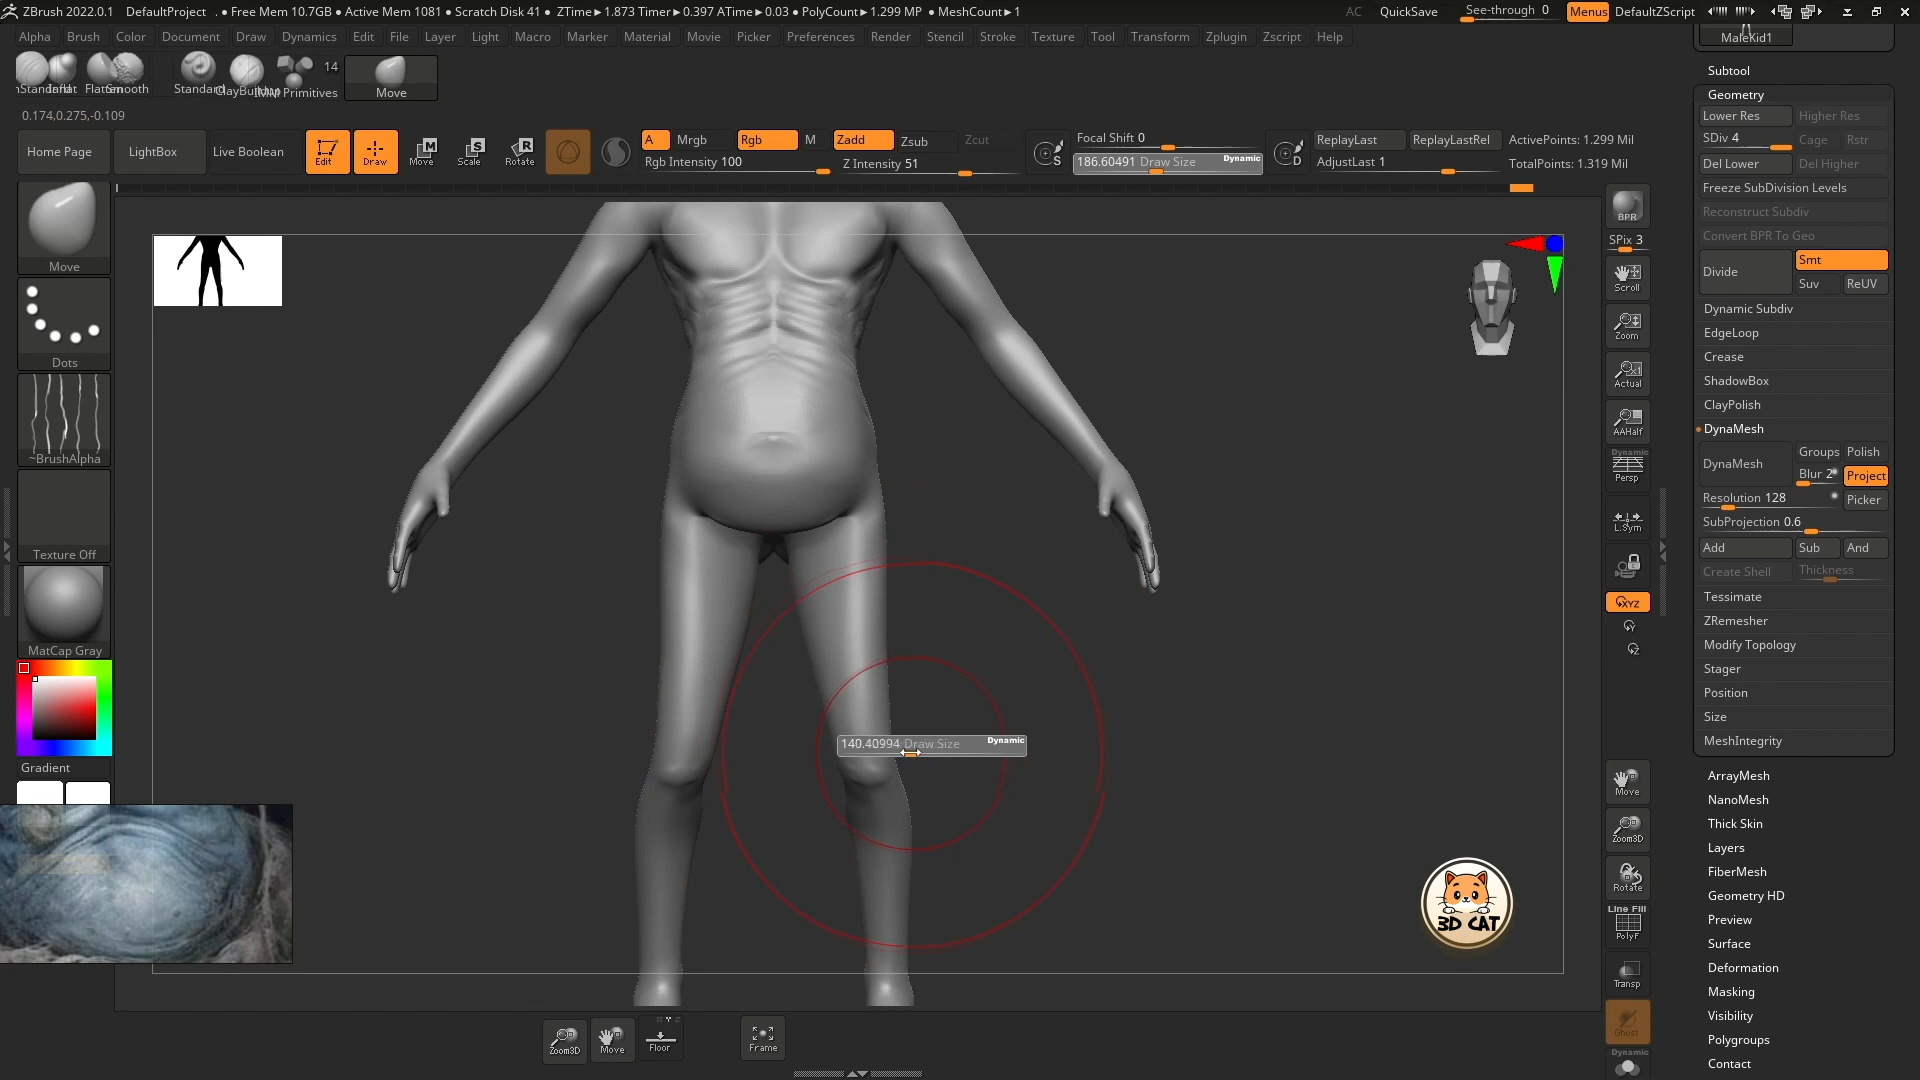 ZBrush 2022.0.1 DefaultProject . • Free Mem 10.7GB • Active Mem 1081 • Scratch Disk 41 • ZTime►1.873 Timer►0.397 ATime►0.03 • PolyCount►1.299 MP • MeshCount►1 AC QuickSave See-through 0 Menus DefaultZScript
Alpha Brush Color Document Draw Dynamics Edit File Layer Light Macro Marker Material Movie Picker Preferences Render Stencil Stroke Texture Tool Transform Zplugin Zscript Help
MaleKid1
14
Standard
Move
IMM Primitives
0.174,0.275,-0.109
Home Page LightBox Live Boolean Edit Draw Move Scale Rotate
A Mrgb Rgb M Zadd Zsub Zcut
Rgb Intensity 100 Z Intensity 51
Focal Shift 0
186.60491 Draw Size Dynamic
ReplayLast ReplayLastRel ActivePoints: 1.299 Mil
AdjustLast 1 TotalPoints: 1.319 Mil
S
D
Move
Dots
~BrushAlpha
Texture Off
MatCap Gray
Gradient
140.40994 Draw Size Dynamic
3D CAT
Zoom3D Move Floor Frame
BPR
SPix 3
Scroll
Zoom
Actual
AAHalf
Dynamic
Persp
L.Sym
XYZ
Y
Z
Move
Zoom3D
Rotate
Line Fill
PolyF
Transp
Ghost
Dynamic
Subtool
Geometry
Lower Res Higher Res
SDiv 4 Cage Rstr
Del Lower Del Higher
Freeze SubDivision Levels
Reconstruct Subdiv
Convert BPR To Geo
Divide Smt
Suv ReUV
Dynamic Subdiv
EdgeLoop
Crease
ShadowBox
ClayPolish
DynaMesh
DynaMesh Groups Polish
Blur 2 Project
Resolution 128 Picker
SubProjection 0.6
Add Sub And
Create Shell Thickness
Tessimate
ZRemesher
Modify Topology
Stager
Position
Size
MeshIntegrity
ArrayMesh
NanoMesh
Thick Skin
Layers
FiberMesh
Geometry HD
Preview
Surface
Deformation
Masking
Visibility
Polygroups
Contact